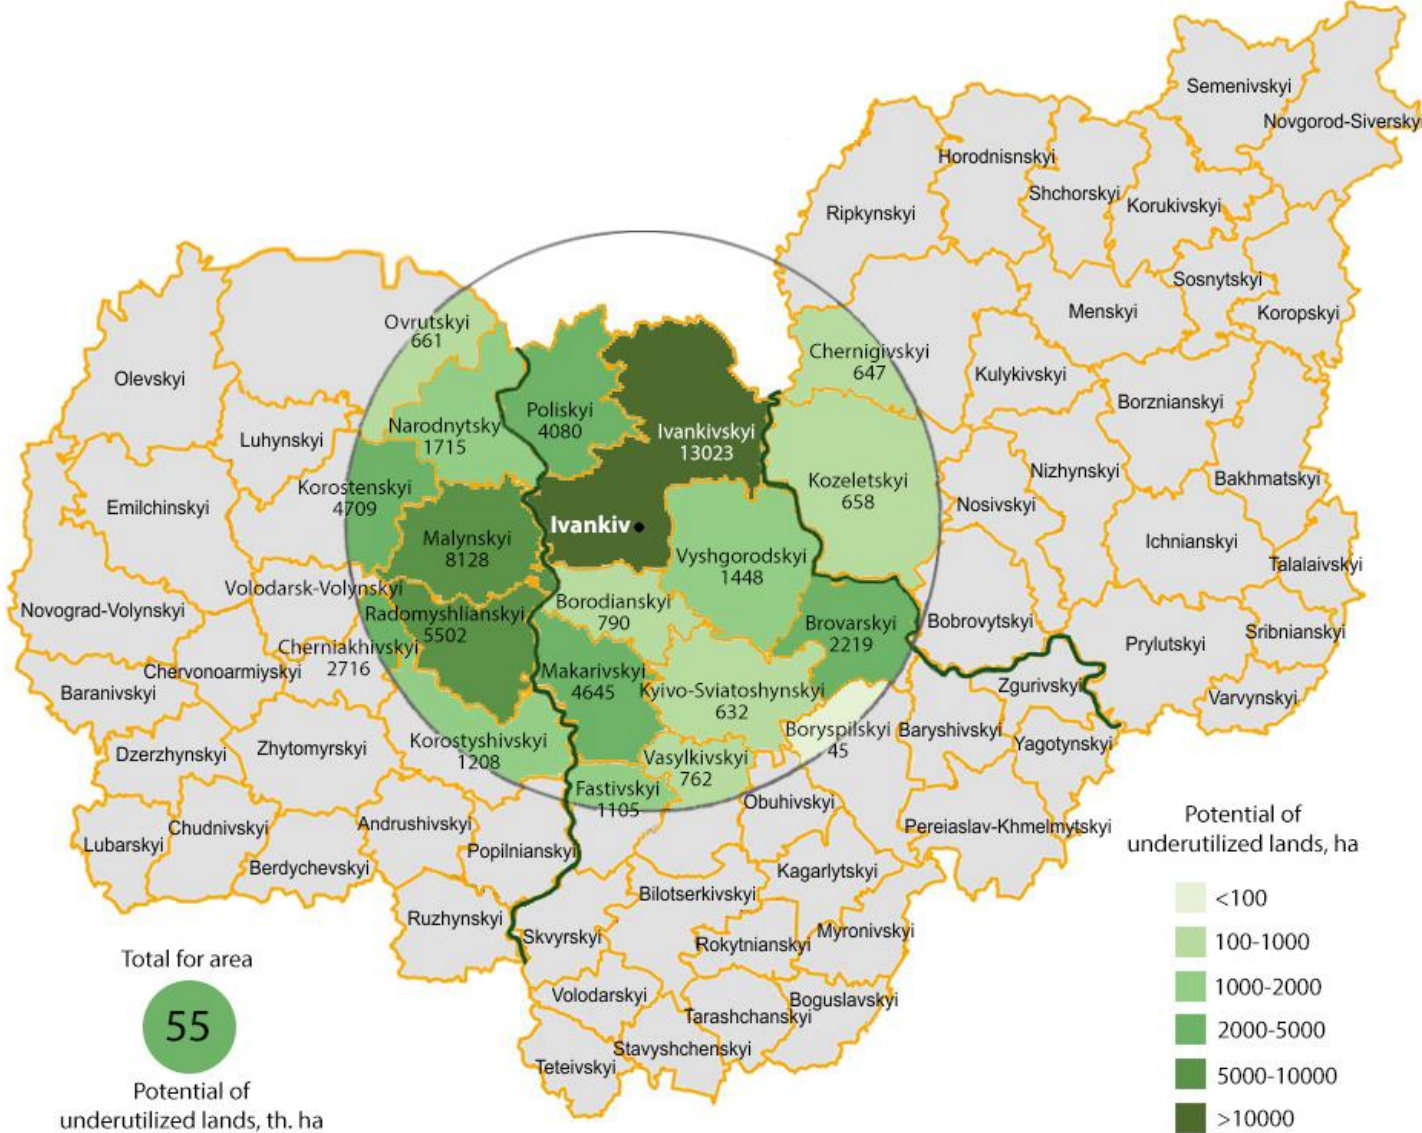 Semenivskyi
Novgorod-Siverskyi
Horodnisnskyi
Shchorskyi
Korukivskyi
Ripkynskyi
Sosnytskyi
Menskyi
Koropskyi
Ovrutskyi
661
Chernigivskyi
647
Olevskyi
Kulykivskyi
Borznianskyi
Poliskyi
4080
Narodnytsky
1715
Luhynskyi
Ivankivskyi
13023
Nizhynskyi
Bakhmatskyi
Korostenskyi
4709
Kozeletskyi
658
Emilchinskyi
Nosivskyi
Ivankiv
Malynskyi
8128
Vyshgorodskyi
1448
Ichnianskyi
Talalaivskyi
Volodarsk-Volynskyi
Novograd-Volynskyi
Radomyshlianskyi
5502
Borodianskyi
790
Brovarskyi
2219
Bobrovytskyi
Prylutskyi
Sribnianskyi
Cherniakhivskyi
2716
Chervonoarmiyskyi
Makarivskyi
4645
Kyivo-Sviatoshynskyi
632
Zgurivskyi
Baranivskyi
Varvynskyi
Boryspilskyi
45
Baryshivskyi
Yagotynskyi
Dzerzhynskyi
Zhytomyrskyi
Korostyshivskyi
1208
Vasylkivskyi
762
Fastivskyi
1105
Obuhivskyi
Pereiaslav-Khmelmytskyi
Lubarskyi
Chudnivskyi
Andrushivskyi
Berdychevskyi
Popilnianskyi
Kagarlytskyi
Bilotserkivskyi
Ruzhynskyi
Skvyrskyi
Rokytnianskyi
Myronivskyi
Volodarskyi
Tarashchanskyi
Boguslavskyi
Stavyshchenskyi
Teteivskyi
Total for area
55
Potential of
underutilized lands, th. ha
Potential of
underutilized lands, ha
<100
100-1000
1000-2000
2000-5000
5000-10000
>10000